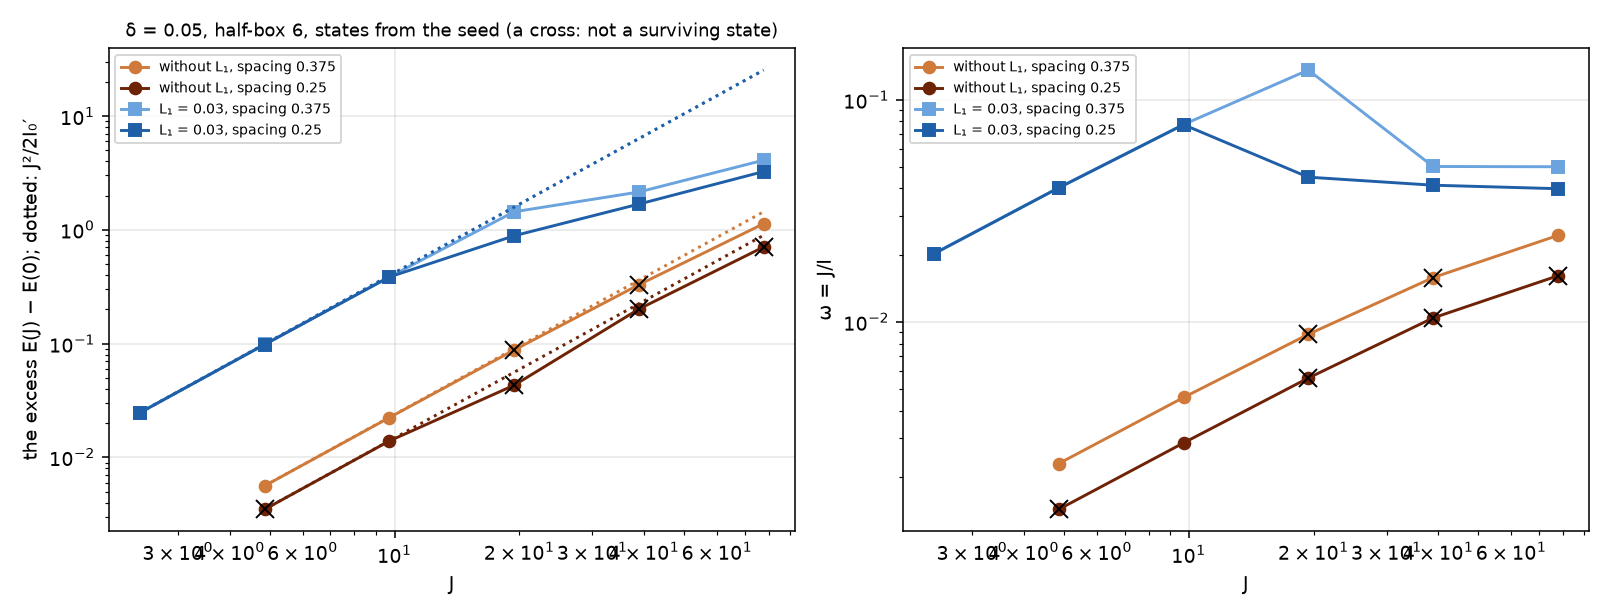 δ = 0.05, half-box 6, states from the seed (a cross: not a surviving state)
the excess E(J) − E(0); dotted: J²/2I₀′
without L₁, spacing 0.375
without L₁, spacing 0.25
L₁ = 0.03, spacing 0.375
L₁ = 0.03, spacing 0.25
10¹
10⁰
10⁻¹
10⁻²
3 × 10⁰
4 × 10⁰
6 × 10⁰
10¹
2 × 10¹
3 × 10¹
4 × 10¹
6 × 10¹
J
ω = J/I
without L₁, spacing 0.375
without L₁, spacing 0.25
L₁ = 0.03, spacing 0.375
L₁ = 0.03, spacing 0.25
10⁻¹
10⁻²
3 × 10⁰
4 × 10⁰
6 × 10⁰
10¹
2 × 10¹
3 × 10¹
4 × 10¹
6 × 10¹
J